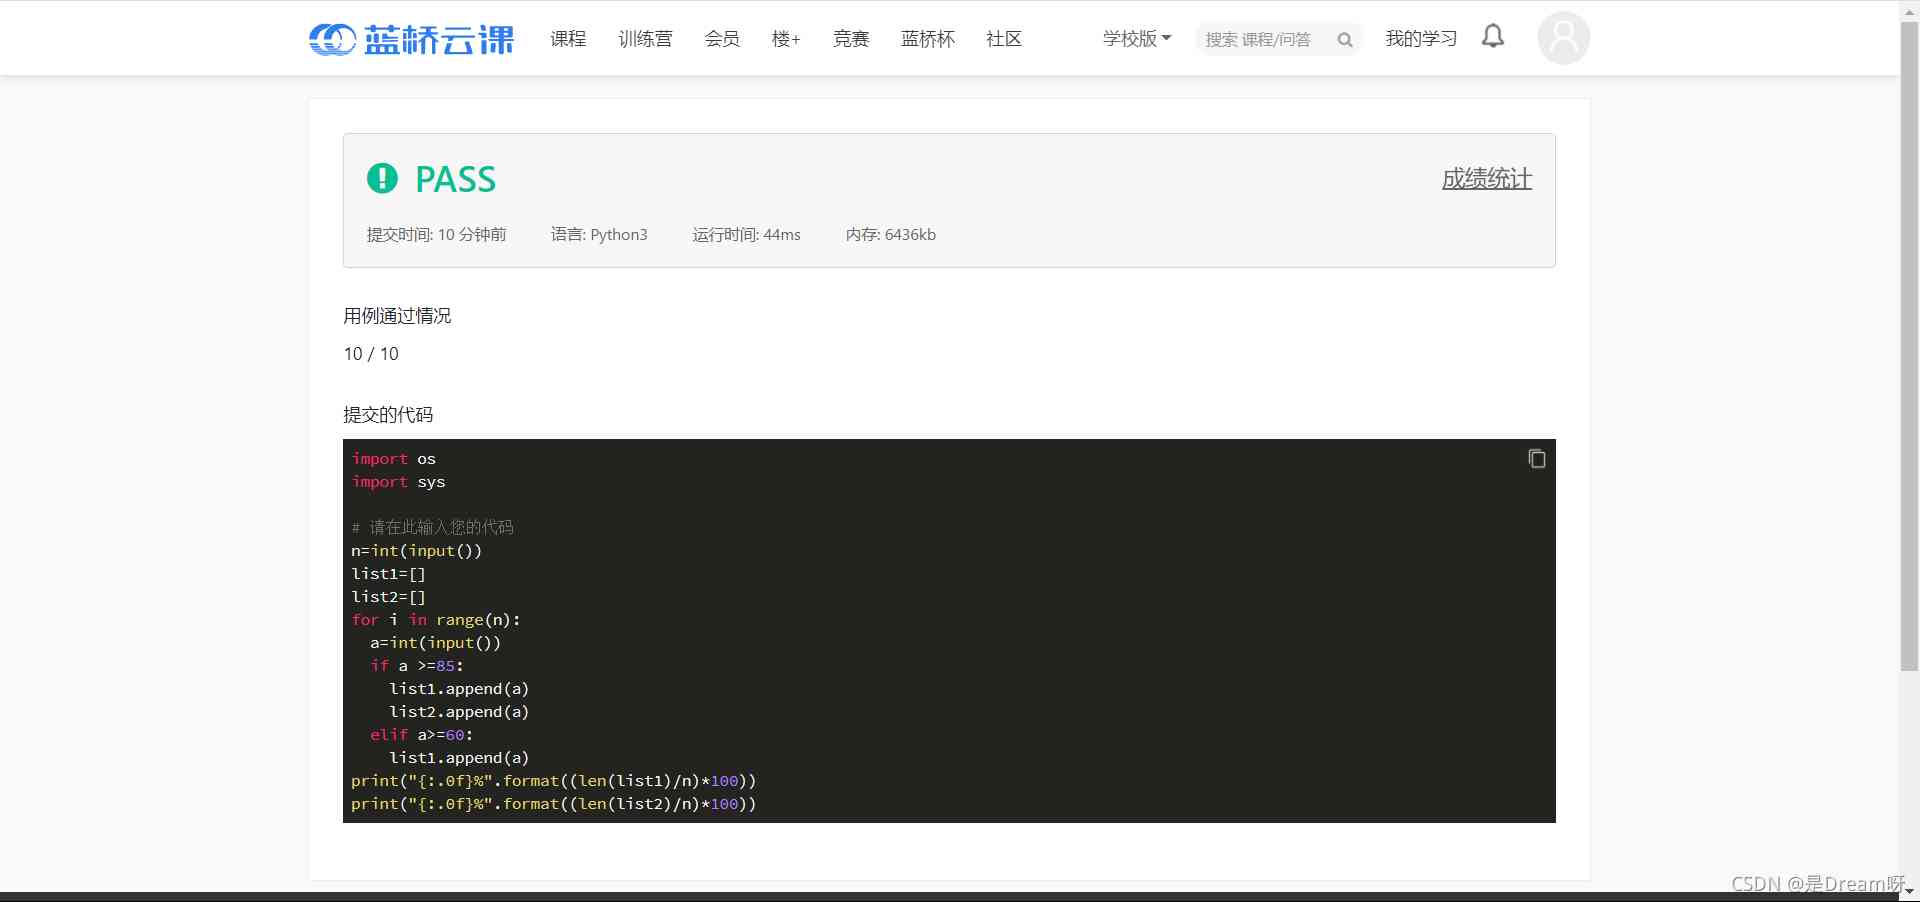 蓝桥云课 课程 训练营 会员 楼+ 竞赛 蓝桥杯 社区 学校版 搜索 课程/问答 我的学习
PASS 成绩统计
提交时间: 10 分钟前 语言: Python3 运行时间: 44ms 内存: 6436kb
用例通过情况
10 / 10
提交的代码
import os
import sys
# 请在此输入您的代码
n=int(input())
list1=[]
list2=[]
for i in range(n):
  a=int(input())
  if a >=85:
    list1.append(a)
    list2.append(a)
  elif a>=60:
    list1.append(a)
print("{:.0f}%".format((len(list1)/n)*100))
print("{:.0f}%".format((len(list2)/n)*100))
CSDN @是Dream呀